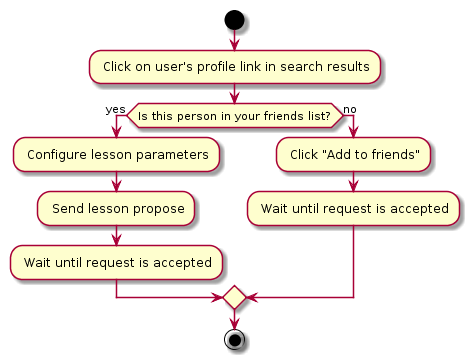 Click on user's profile link in search results
yes
Is this person in your friends list?
no
Configure lesson parameters
Click "Add to friends"
Send lesson propose
Wait until request is accepted
Wait until request is accepted